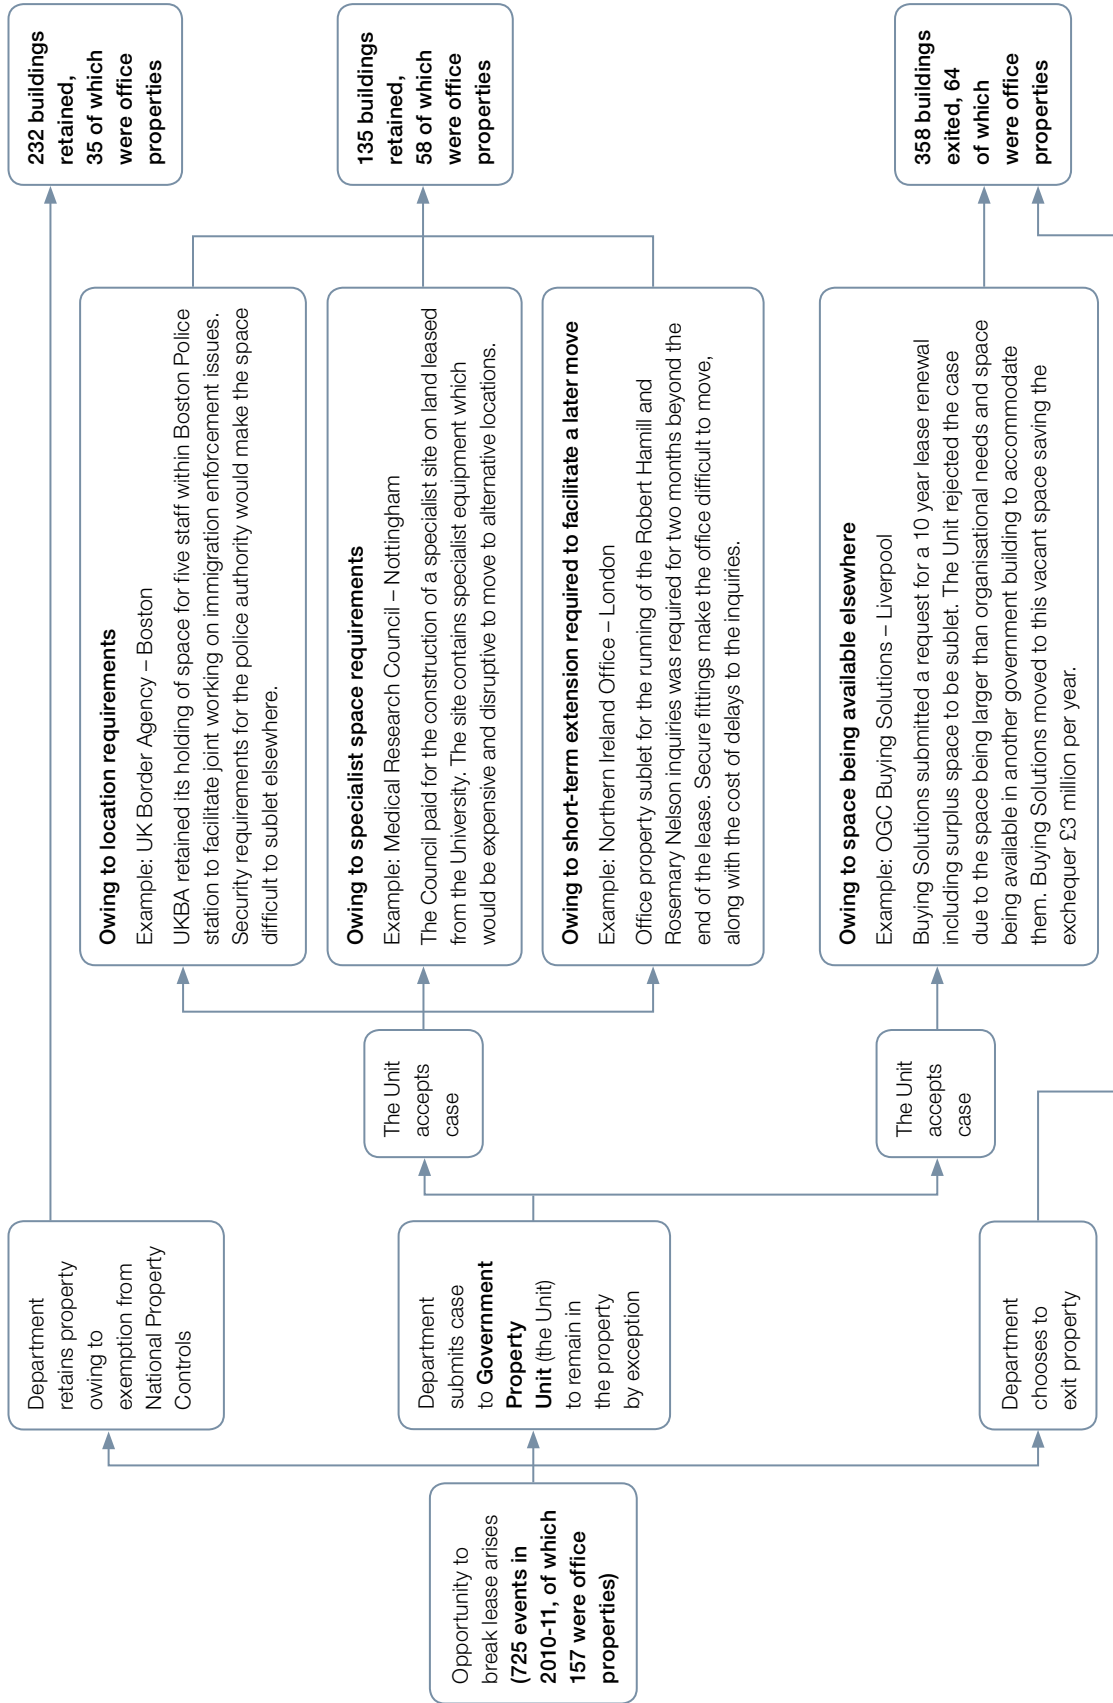 Opportunity to
break lease arises
(725 events in
2010-11, of which
157 were office
properties)
Department
retains property
owing to
exemption from
National Property
Controls
Department
submits case
to Government
Property
Unit (the Unit)
to remain in
the property
by exception
Department
chooses to
exit property
The Unit
accepts
case
The Unit
accepts
case
Owing to location requirements
Example: UK Border Agency – Boston
UKBA retained its holding of space for five staff within Boston Police
station to facilitate joint working on immigration enforcement issues.
Security requirements for the police authority would make the space
difficult to sublet elsewhere.
Owing to specialist space requirements
Example: Medical Research Council – Nottingham
The Council paid for the construction of a specialist site on land leased
from the University. The site contains specialist equipment which
would be expensive and disruptive to move to alternative locations.
Owing to short-term extension required to facilitate a later move
Example: Northern Ireland Office – London
Office property sublet for the running of the Robert Hamill and
Rosemary Nelson inquiries was required for two months beyond the
end of the lease. Secure fittings make the office difficult to move,
along with the cost of delays to the inquiries.
Owing to space being available elsewhere
Example: OGC Buying Solutions – Liverpool
Buying Solutions submitted a request for a 10 year lease renewal
including surplus space to be sublet. The Unit rejected the case
due to the space being larger than organisational needs and space
being available in another government building to accommodate
them. Buying Solutions moved to this vacant space saving the
exchequer £3 million per year.
232 buildings
retained,
35 of which
were office
properties
135 buildings
retained,
58 of which
were office
properties
358 buildings
exited, 64
of which
were office
properties